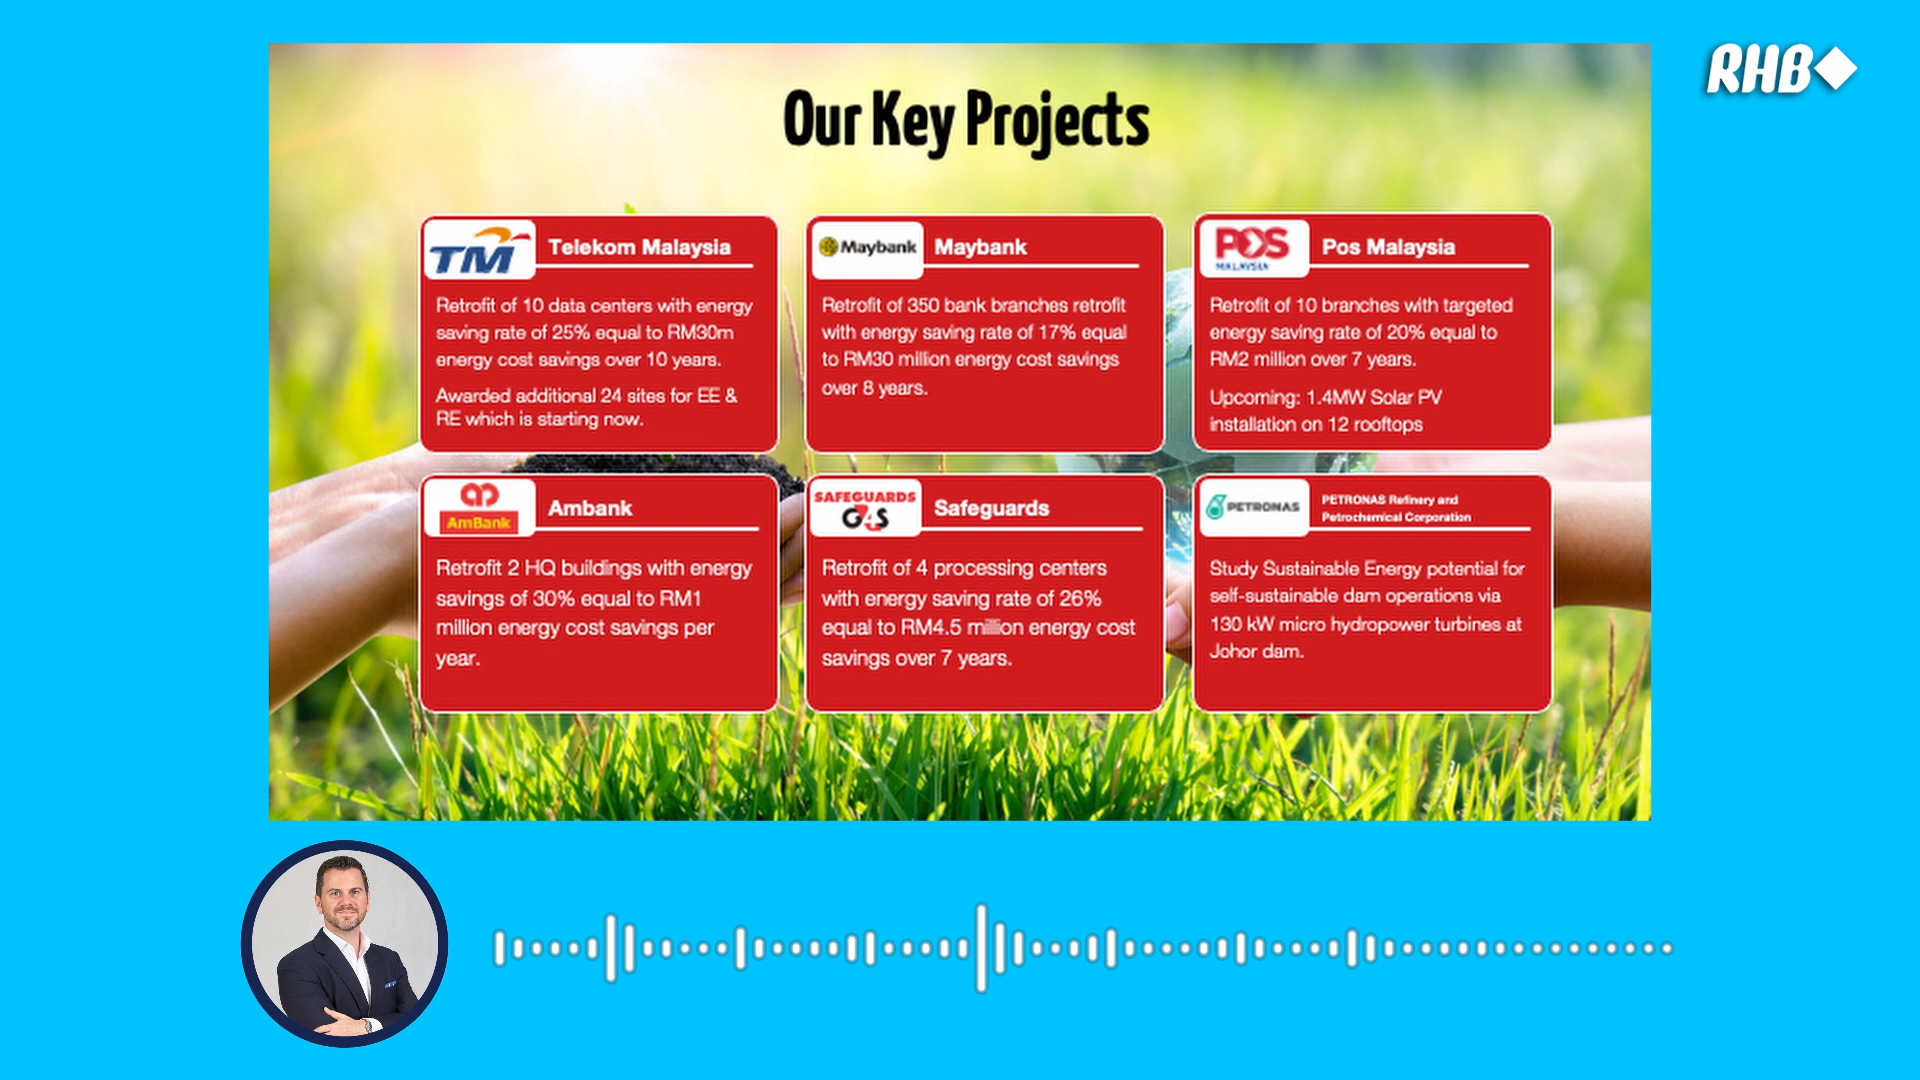 RHB
Our Key Projects
TM
Telekom Malaysia
Retrofit of 10 data centers with energy
saving rate of 25% equal to RM30m
energy cost savings over 10 years.
Awarded additional 24 sites for EE &
RE which is starting now.
Maybank
Maybank
Retrofit of 350 bank branches retrofit
with energy saving rate of 17% equal
to RM30 million energy cost savings
over 8 years.
POS
MALAYSIA
Pos Malaysia
Retrofit of 10 branches with targeted
energy saving rate of 20% equal to
RM2 million over 7 years.
Upcoming: 1.4MW Solar PV
installation on 12 rooftops
AmBank
Ambank
Retrofit 2 HQ buildings with energy
savings of 30% equal to RM1
million energy cost savings per
year.
SAFEGUARDS
G4S
Safeguards
Retrofit of 4 processing centers
with energy saving rate of 26%
equal to RM4.5 million energy cost
savings over 7 years.
PETRONAS
PETRONAS Refinery and
Petrochemical Corporation
Study Sustainable Energy potential for
self-sustainable dam operations via
130 kW micro hydropower turbines at
Johor dam.